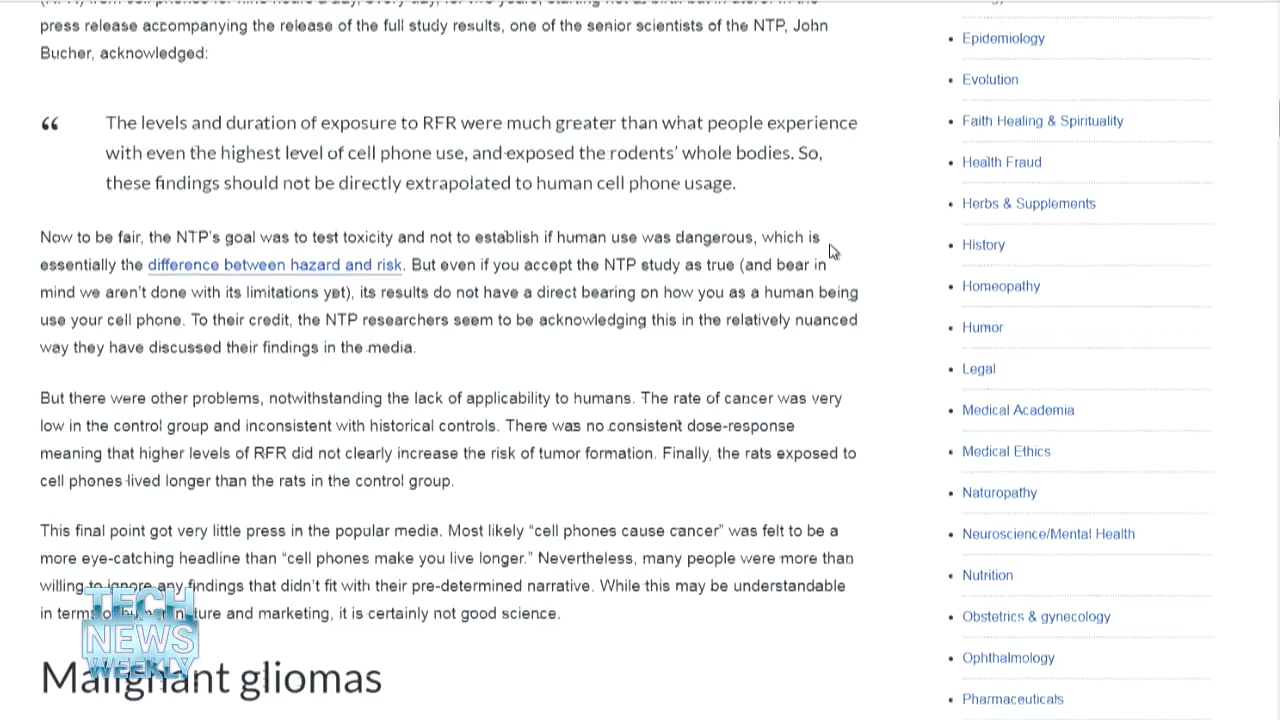 press release accompanying the release of the full study results, one of the senior scientists of the NTP, John
Bucher, acknowledged:
“
The levels and duration of exposure to RFR were much greater than what people experience
with even the highest level of cell phone use, and exposed the rodents’ whole bodies. So,
these findings should not be directly extrapolated to human cell phone usage.
Now to be fair, the NTP’s goal was to test toxicity and not to establish if human use was dangerous, which is
essentially the difference between hazard and risk. But even if you accept the NTP study as true (and bear in
mind we aren’t done with its limitations yet), its results do not have a direct bearing on how you as a human being
use your cell phone. To their credit, the NTP researchers seem to be acknowledging this in the relatively nuanced
way they have discussed their findings in the media.
But there were other problems, notwithstanding the lack of applicability to humans. The rate of cancer was very
low in the control group and inconsistent with historical controls. There was no consistent dose-response
meaning that higher levels of RFR did not clearly increase the risk of tumor formation. Finally, the rats exposed to
cell phones lived longer than the rats in the control group.
This final point got very little press in the popular media. Most likely “cell phones cause cancer” was felt to be a
more eye-catching headline than “cell phones make you live longer.” Nevertheless, many people were more than
willing to ignore any findings that didn’t fit with their pre-determined narrative. While this may be understandable
in terms of human nature and marketing, it is certainly not good science.
Malignant gliomas
TECH
NEWS
WEEKLY
Epidemiology
Evolution
Faith Healing & Spirituality
Health Fraud
Herbs & Supplements
History
Homeopathy
Humor
Legal
Medical Academia
Medical Ethics
Naturopathy
Neuroscience/Mental Health
Nutrition
Obstetrics & gynecology
Ophthalmology
Pharmaceuticals